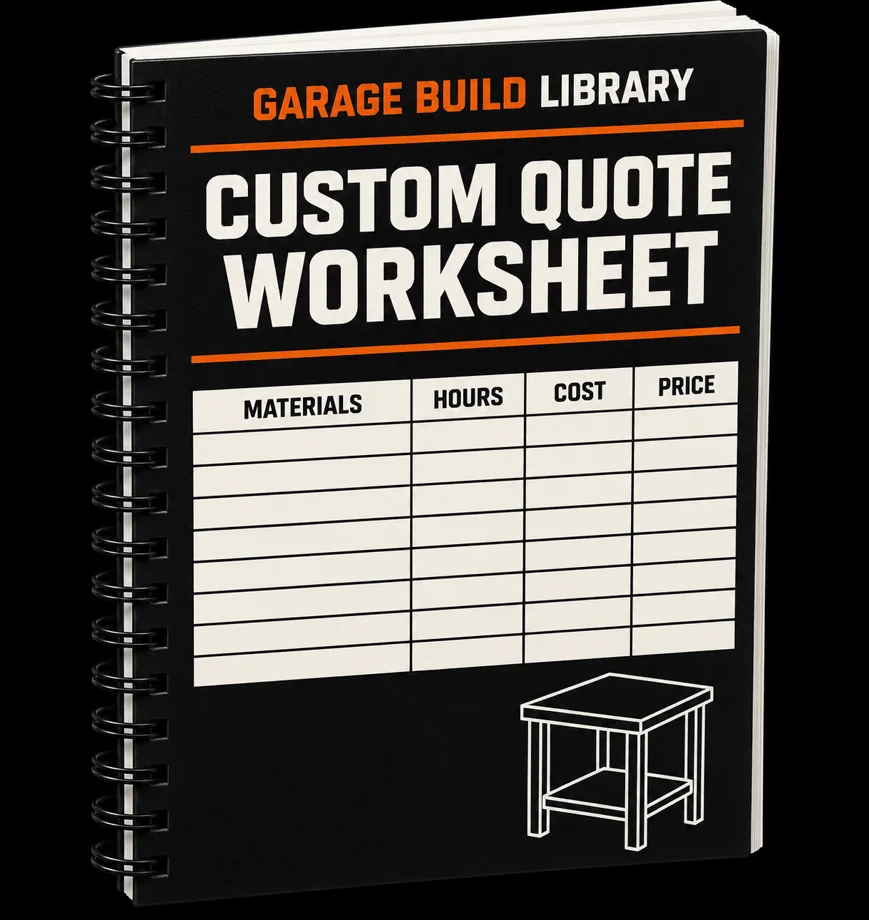 GARAGE BUILD LIBRARY
CUSTOM QUOTE
WORKSHEET
MATERIALS HOURS COST PRICE